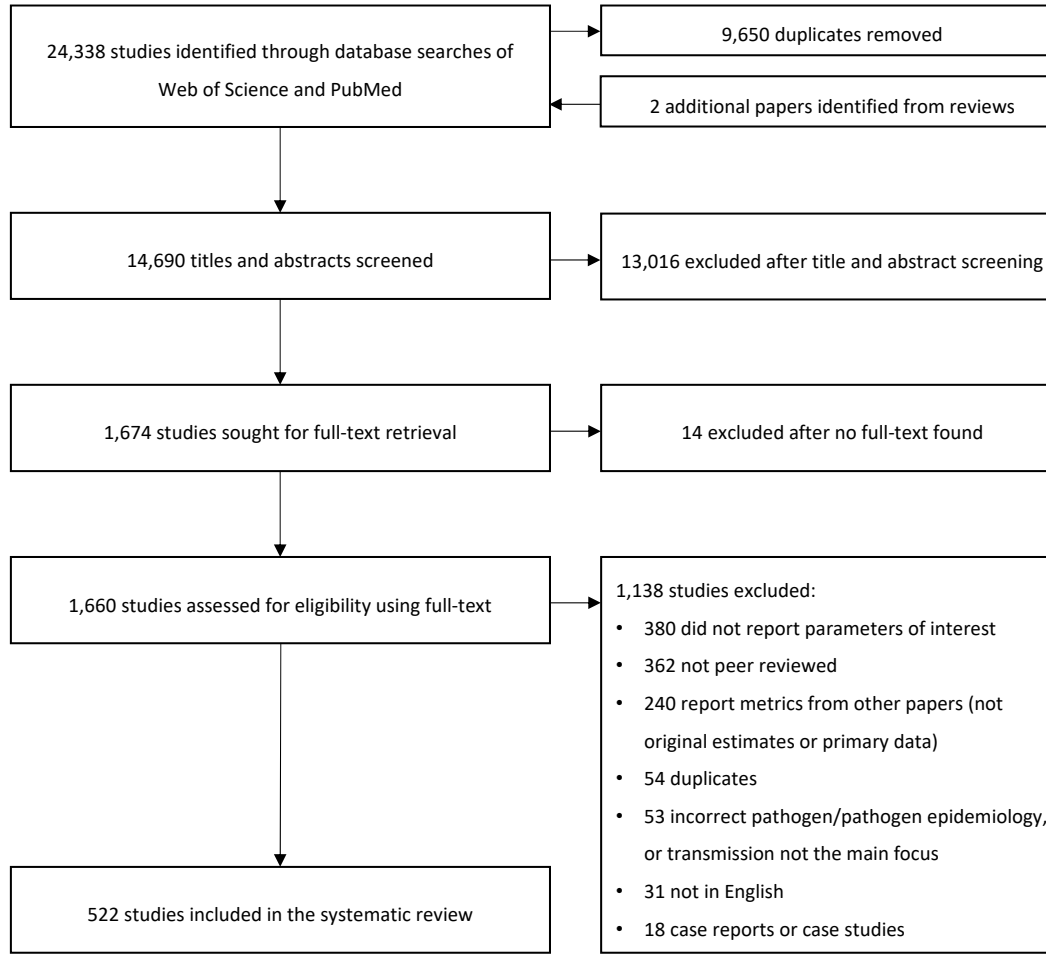 24,338 studies identified through database searches of
Web of Science and PubMed
9,650 duplicates removed
2 additional papers identified from reviews
14,690 titles and abstracts screened
13,016 excluded after title and abstract screening
1,674 studies sought for full-text retrieval
14 excluded after no full-text found
1,660 studies assessed for eligibility using full-text
1,138 studies excluded:
• 380 did not report parameters of interest
• 362 not peer reviewed
• 240 report metrics from other papers (not
original estimates or primary data)
• 54 duplicates
• 53 incorrect pathogen/pathogen epidemiology,
or transmission not the main focus
• 31 not in English
• 18 case reports or case studies
522 studies included in the systematic review